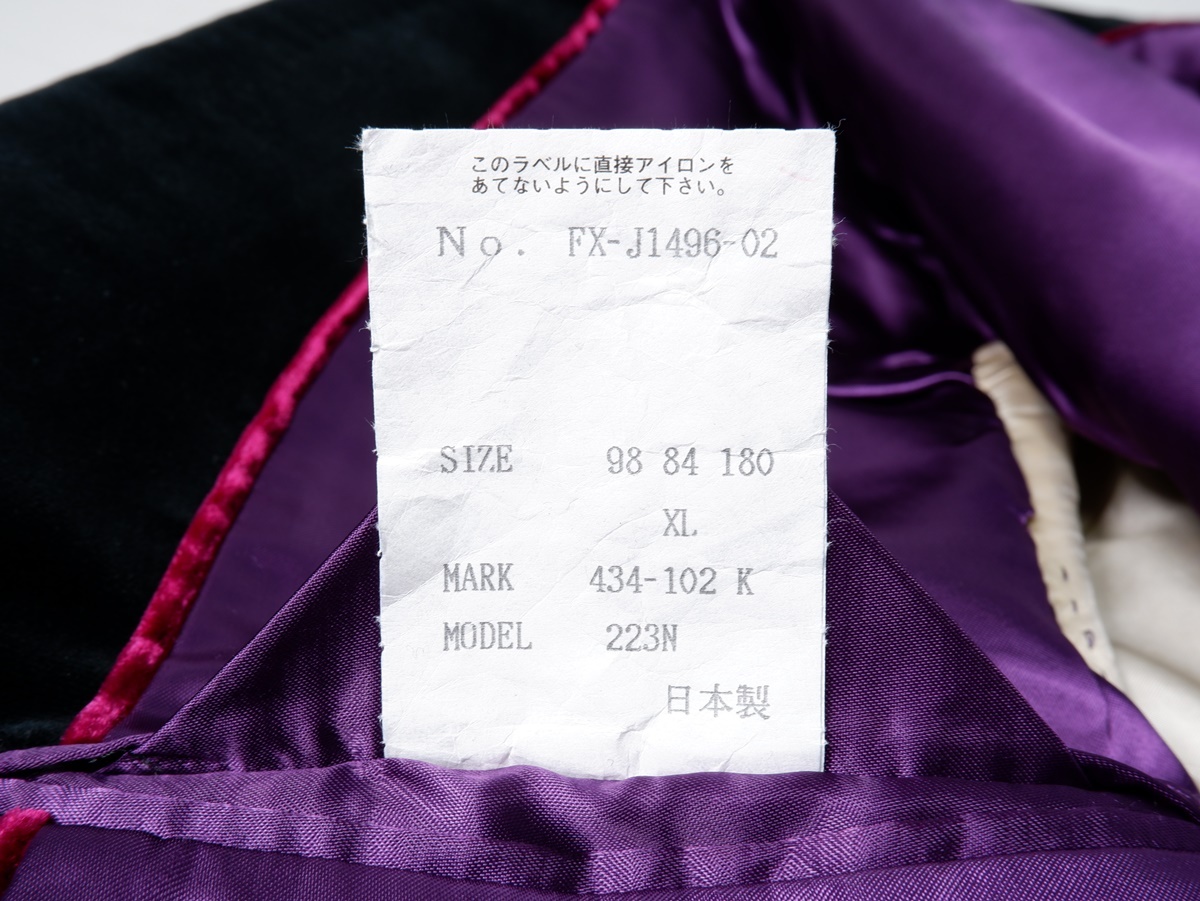 このラベルに直接アイロンを
あてないようにして下さい。
No. FX-J1496-02
SIZE 98 84 180
XL
MARK 434-102 K
MODEL 223N
日本製